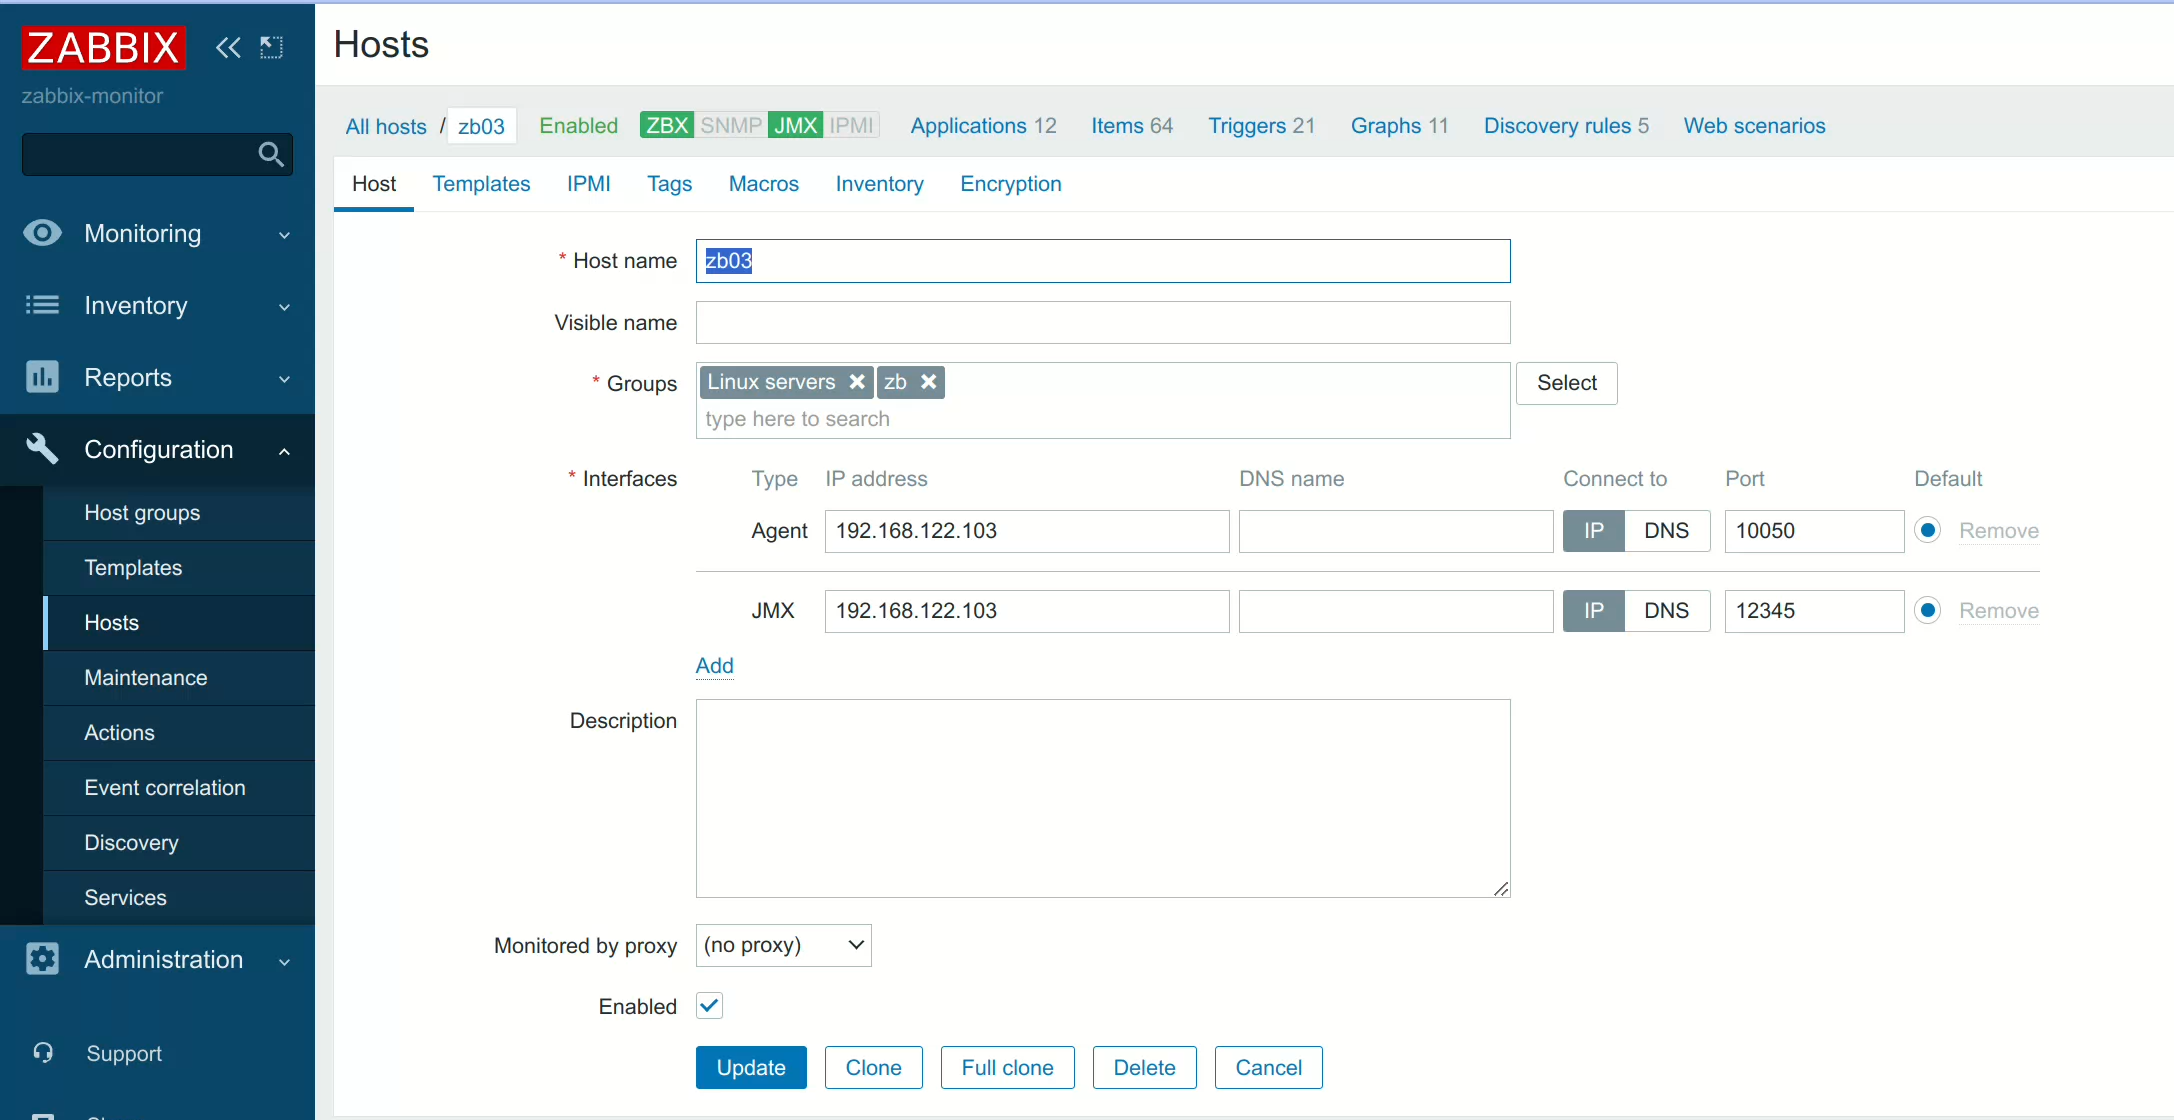 ZABBIX
zabbix-monitor
Monitoring
Inventory
Reports
Configuration
Host groups
Templates
Hosts
Maintenance
Actions
Event correlation
Discovery
Services
Administration
Support
Hosts
All hosts / zb03 Enabled ZBX SNMP JMX IPMI Applications 12 Items 64 Triggers 21 Graphs 11 Discovery rules 5 Web scenarios
Host Templates IPMI Tags Macros Inventory Encryption
* Host name zb03
Visible name
* Groups Linux servers zb Select
type here to search
* Interfaces Type IP address DNS name Connect to Port Default
Agent 192.168.122.103 IP DNS 10050 Remove
JMX 192.168.122.103 IP DNS 12345 Remove
Add
Description
Monitored by proxy (no proxy)
Enabled
Update Clone Full clone Delete Cancel